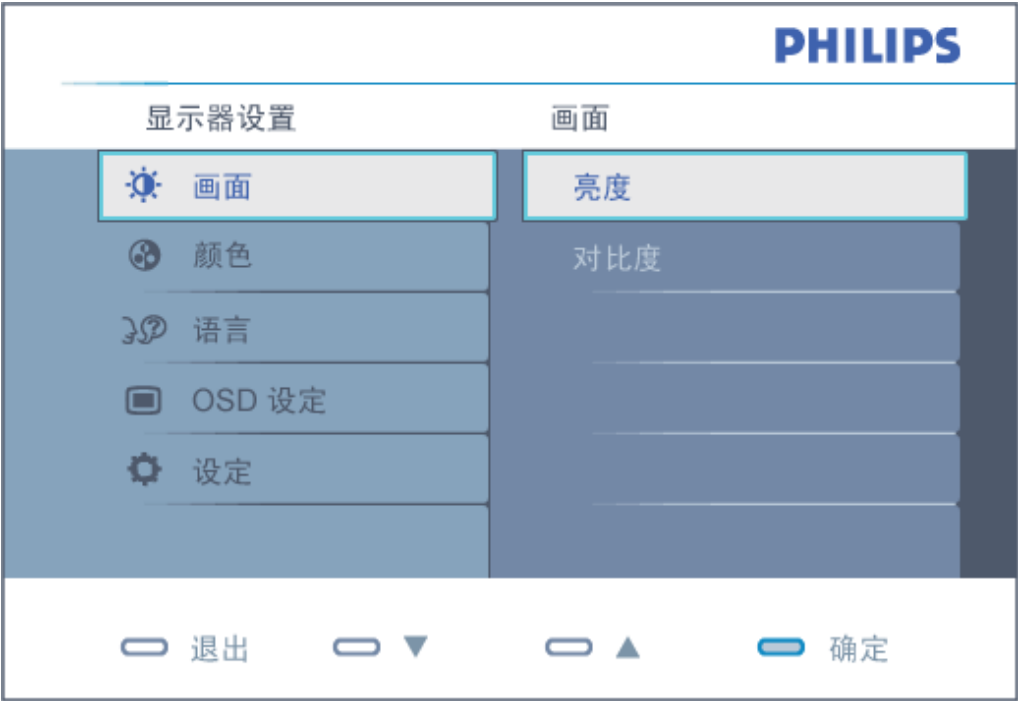 PHILIPS
显示器设置
画面
画面
亮度
颜色
对比度
语言
OSD 设定
设定
退出 ▼ ▲ 确定